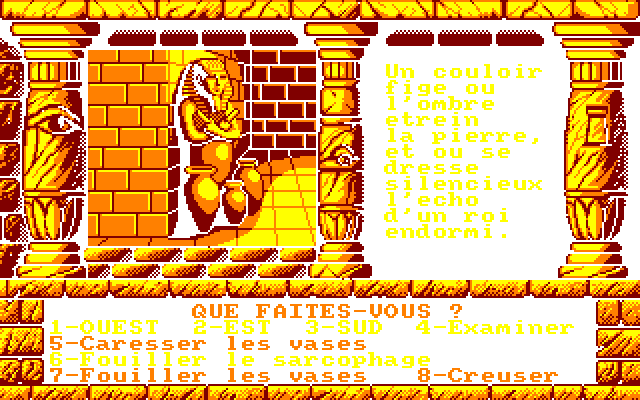 Un couloir
fige ou
l'ombre
etrein
la pierre,
et ou se
dresse
silencieux
l'echo
d'un roi
endormi.
QUE FAITES-VOUS ?
1-OUEST 2-EST 3-SUD 4-Examiner
5-Caresser les vases
6-Fouiller le sarcophage
7-Fouiller les vases 8-Creuser